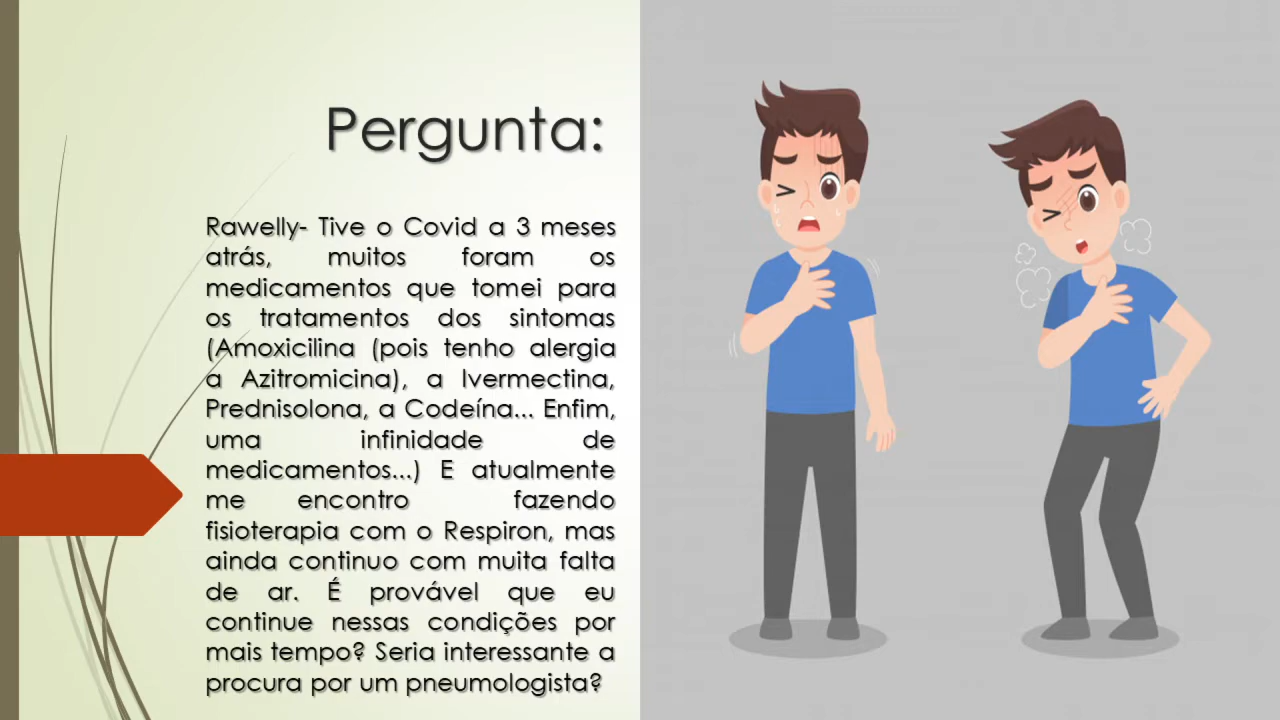 Pergunta:
Rawelly- Tive o Covid a 3 meses
atrás, muitos foram os
medicamentos que tomei para
os tratamentos dos sintomas
(Amoxicilina (pois tenho alergia
a Azitromicina), a Ivermectina,
Prednisolona, a Codeína... Enfim,
uma infinidade de
medicamentos...) E atualmente
me encontro fazendo
fisioterapia com o Respiron, mas
ainda continuo com muita falta
de ar. É provável que eu
continue nessas condições por
mais tempo? Seria interessante a
procura por um pneumologista?